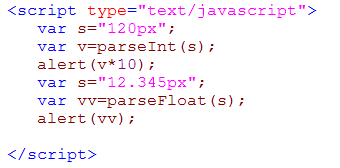 <script type="text/javascript">
var s="120px";
var v=parseInt(s);
alert(v*10);
var s="12.345px";
var vv=parseFloat(s);
alert(vv);
</script>